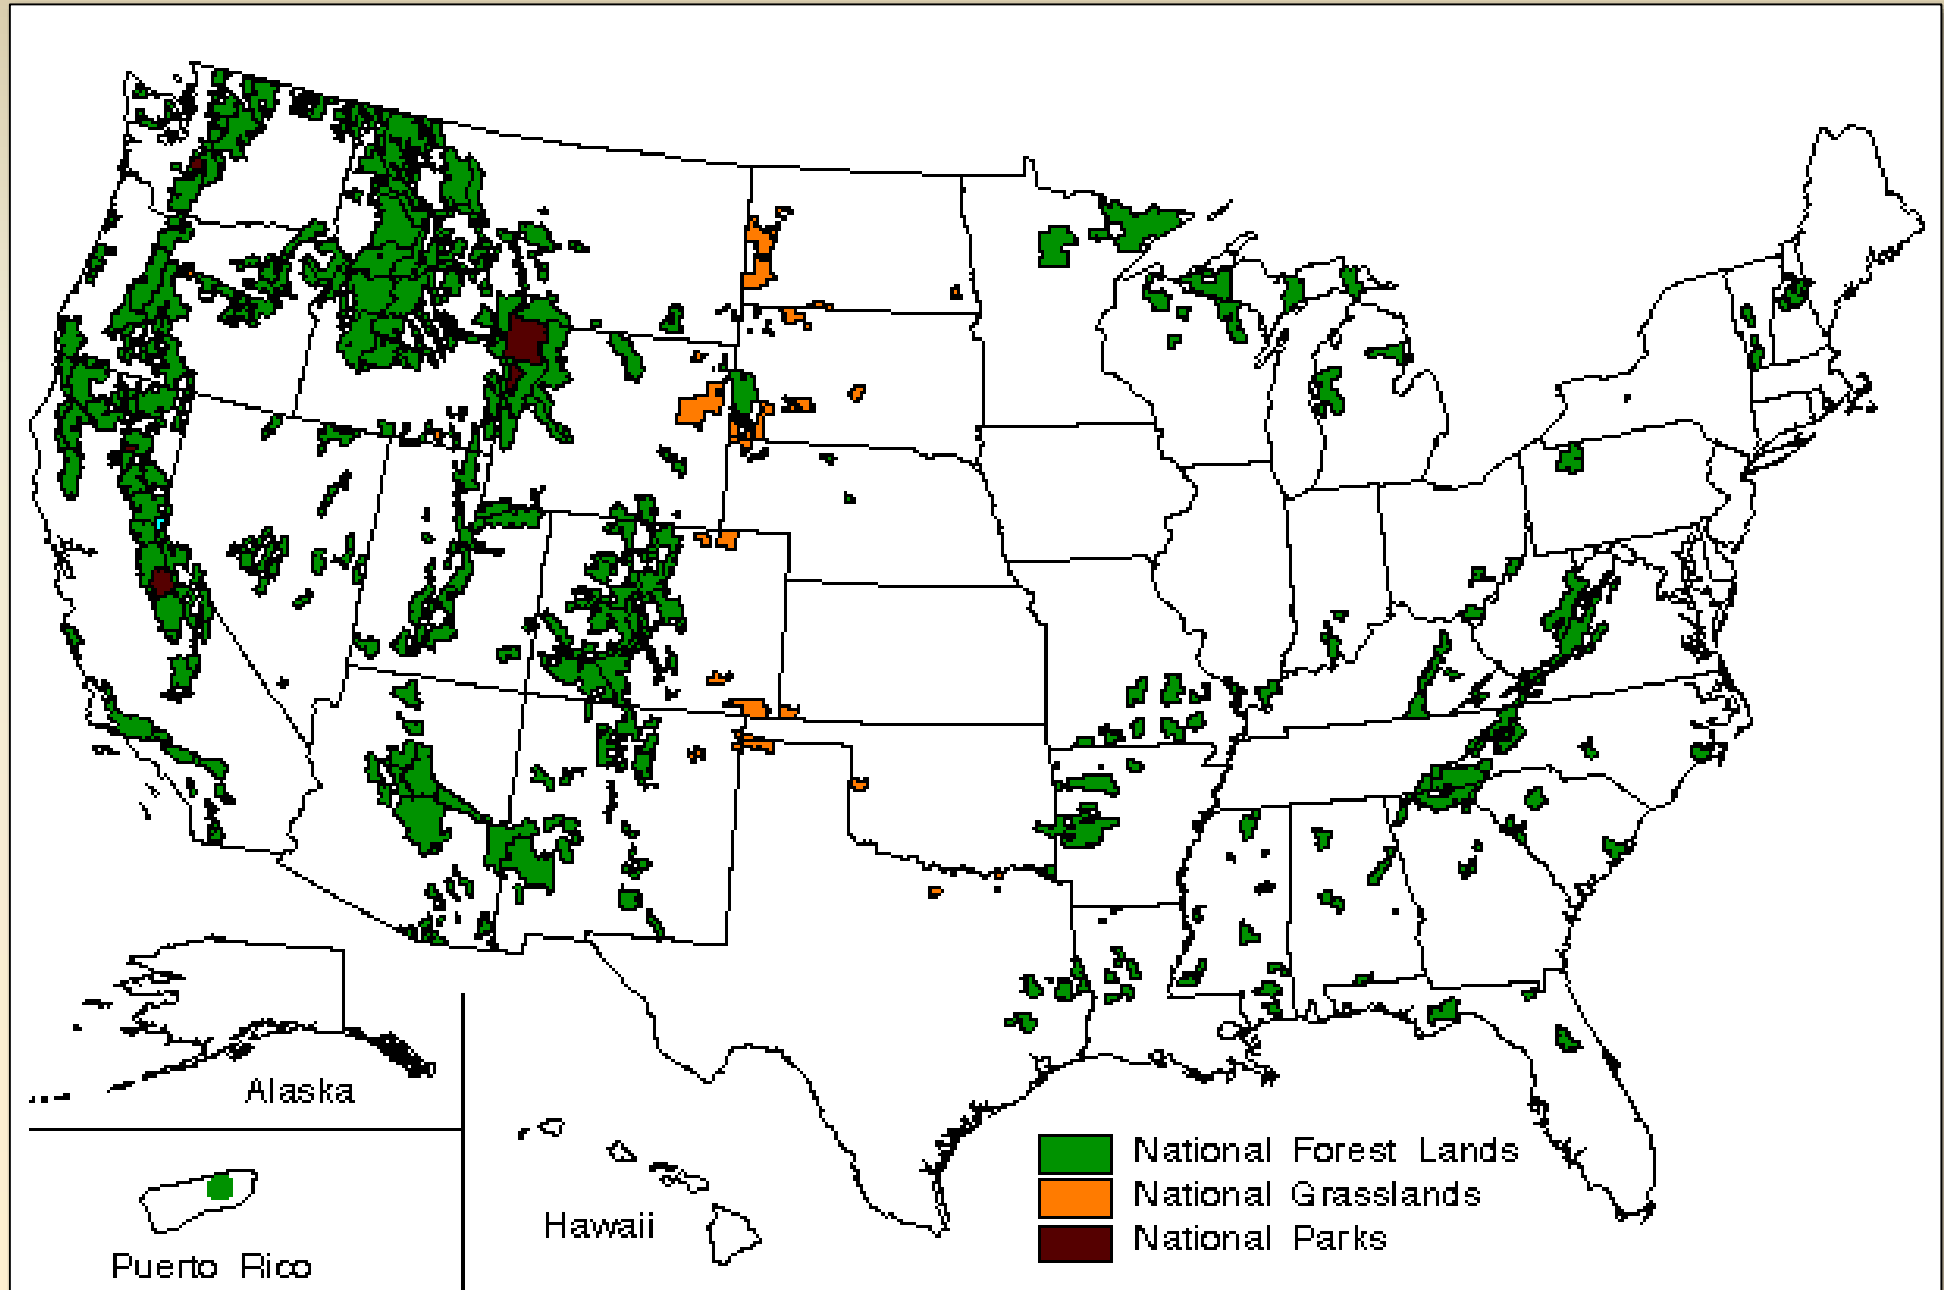 Alaska
Puerto Rico
Hawaii
National Forest Lands
National Grasslands
National Parks